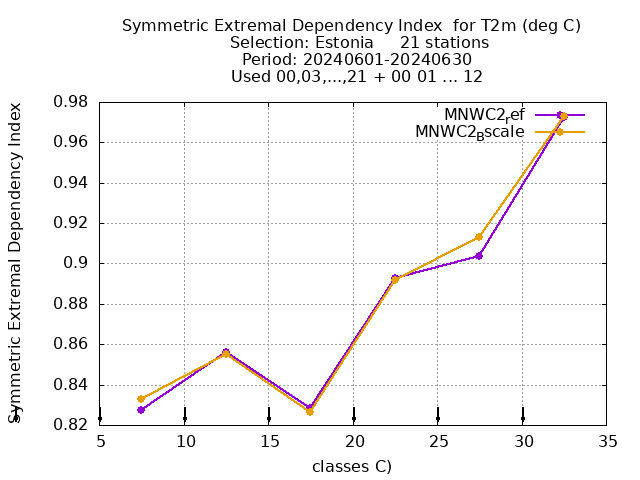 Symmetric Extremal Dependency Index  for T2m (deg C)
Selection: Estonia     21 stations
Period: 20240601-20240630
Used 00,03,...,21 + 00 01 ... 12
Symmetric Extremal Dependency Index
0.98
0.96
0.94
0.92
0.9
0.88
0.86
0.84
0.82
MNWC2ref
MNWC2Bscale
5
10
15
20
25
30
35
classes C)